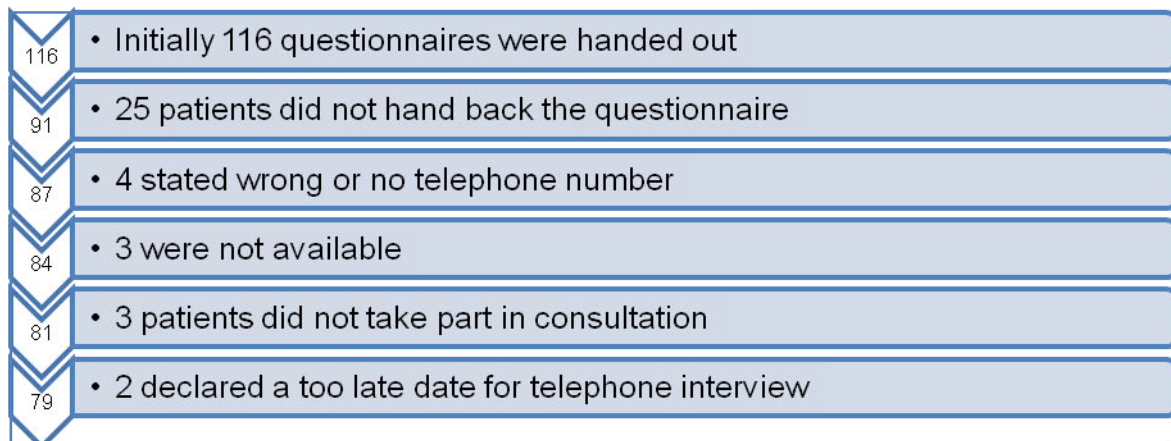 116
• Initially 116 questionnaires were handed out
91
• 25 patients did not hand back the questionnaire
87
• 4 stated wrong or no telephone number
84
• 3 were not available
81
• 3 patients did not take part in consultation
79
• 2 declared a too late date for telephone interview